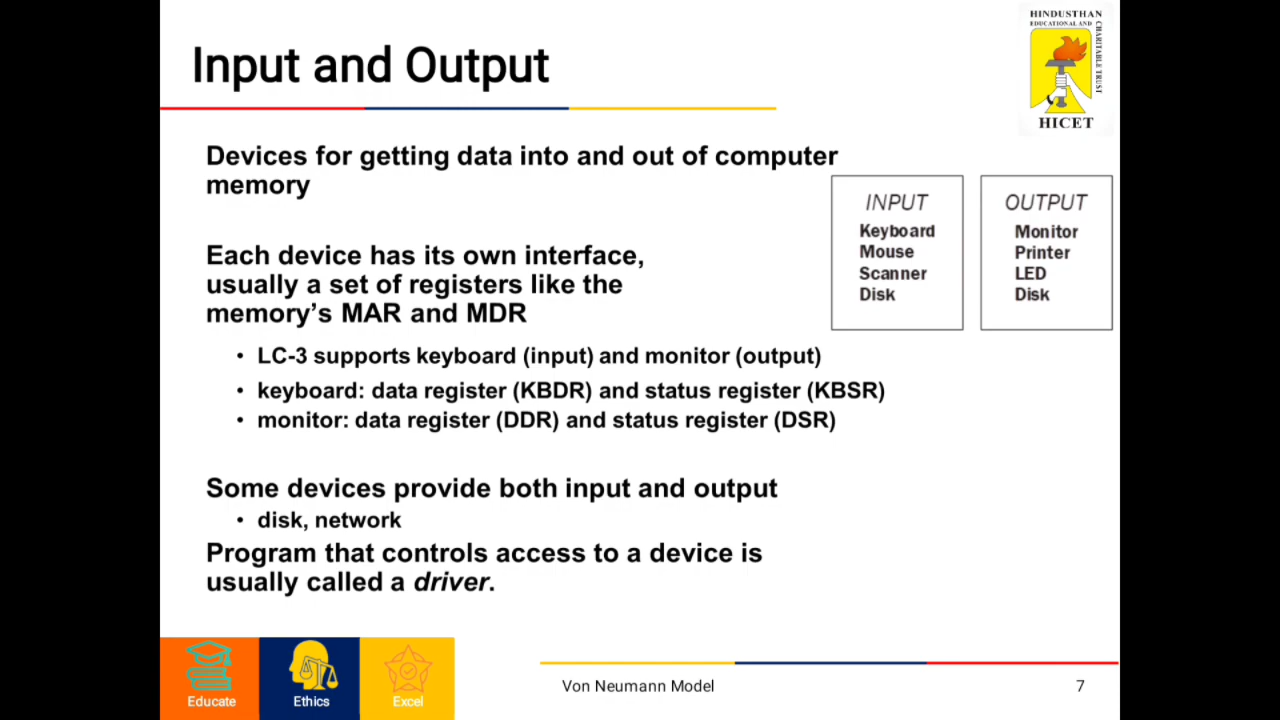 Input and Output
HINDUSTHAN
EDUCATIONAL AND
CHARITABLE TRUST
HICET
Devices for getting data into and out of computer
memory
Each device has its own interface,
usually a set of registers like the
memory’s MAR and MDR
• LC-3 supports keyboard (input) and monitor (output)
• keyboard: data register (KBDR) and status register (KBSR)
• monitor: data register (DDR) and status register (DSR)
Some devices provide both input and output
• disk, network
Program that controls access to a device is
usually called a driver.
INPUT
Keyboard
Mouse
Scanner
Disk
OUTPUT
Monitor
Printer
LED
Disk
Educate
Ethics
Excel
Von Neumann Model
7